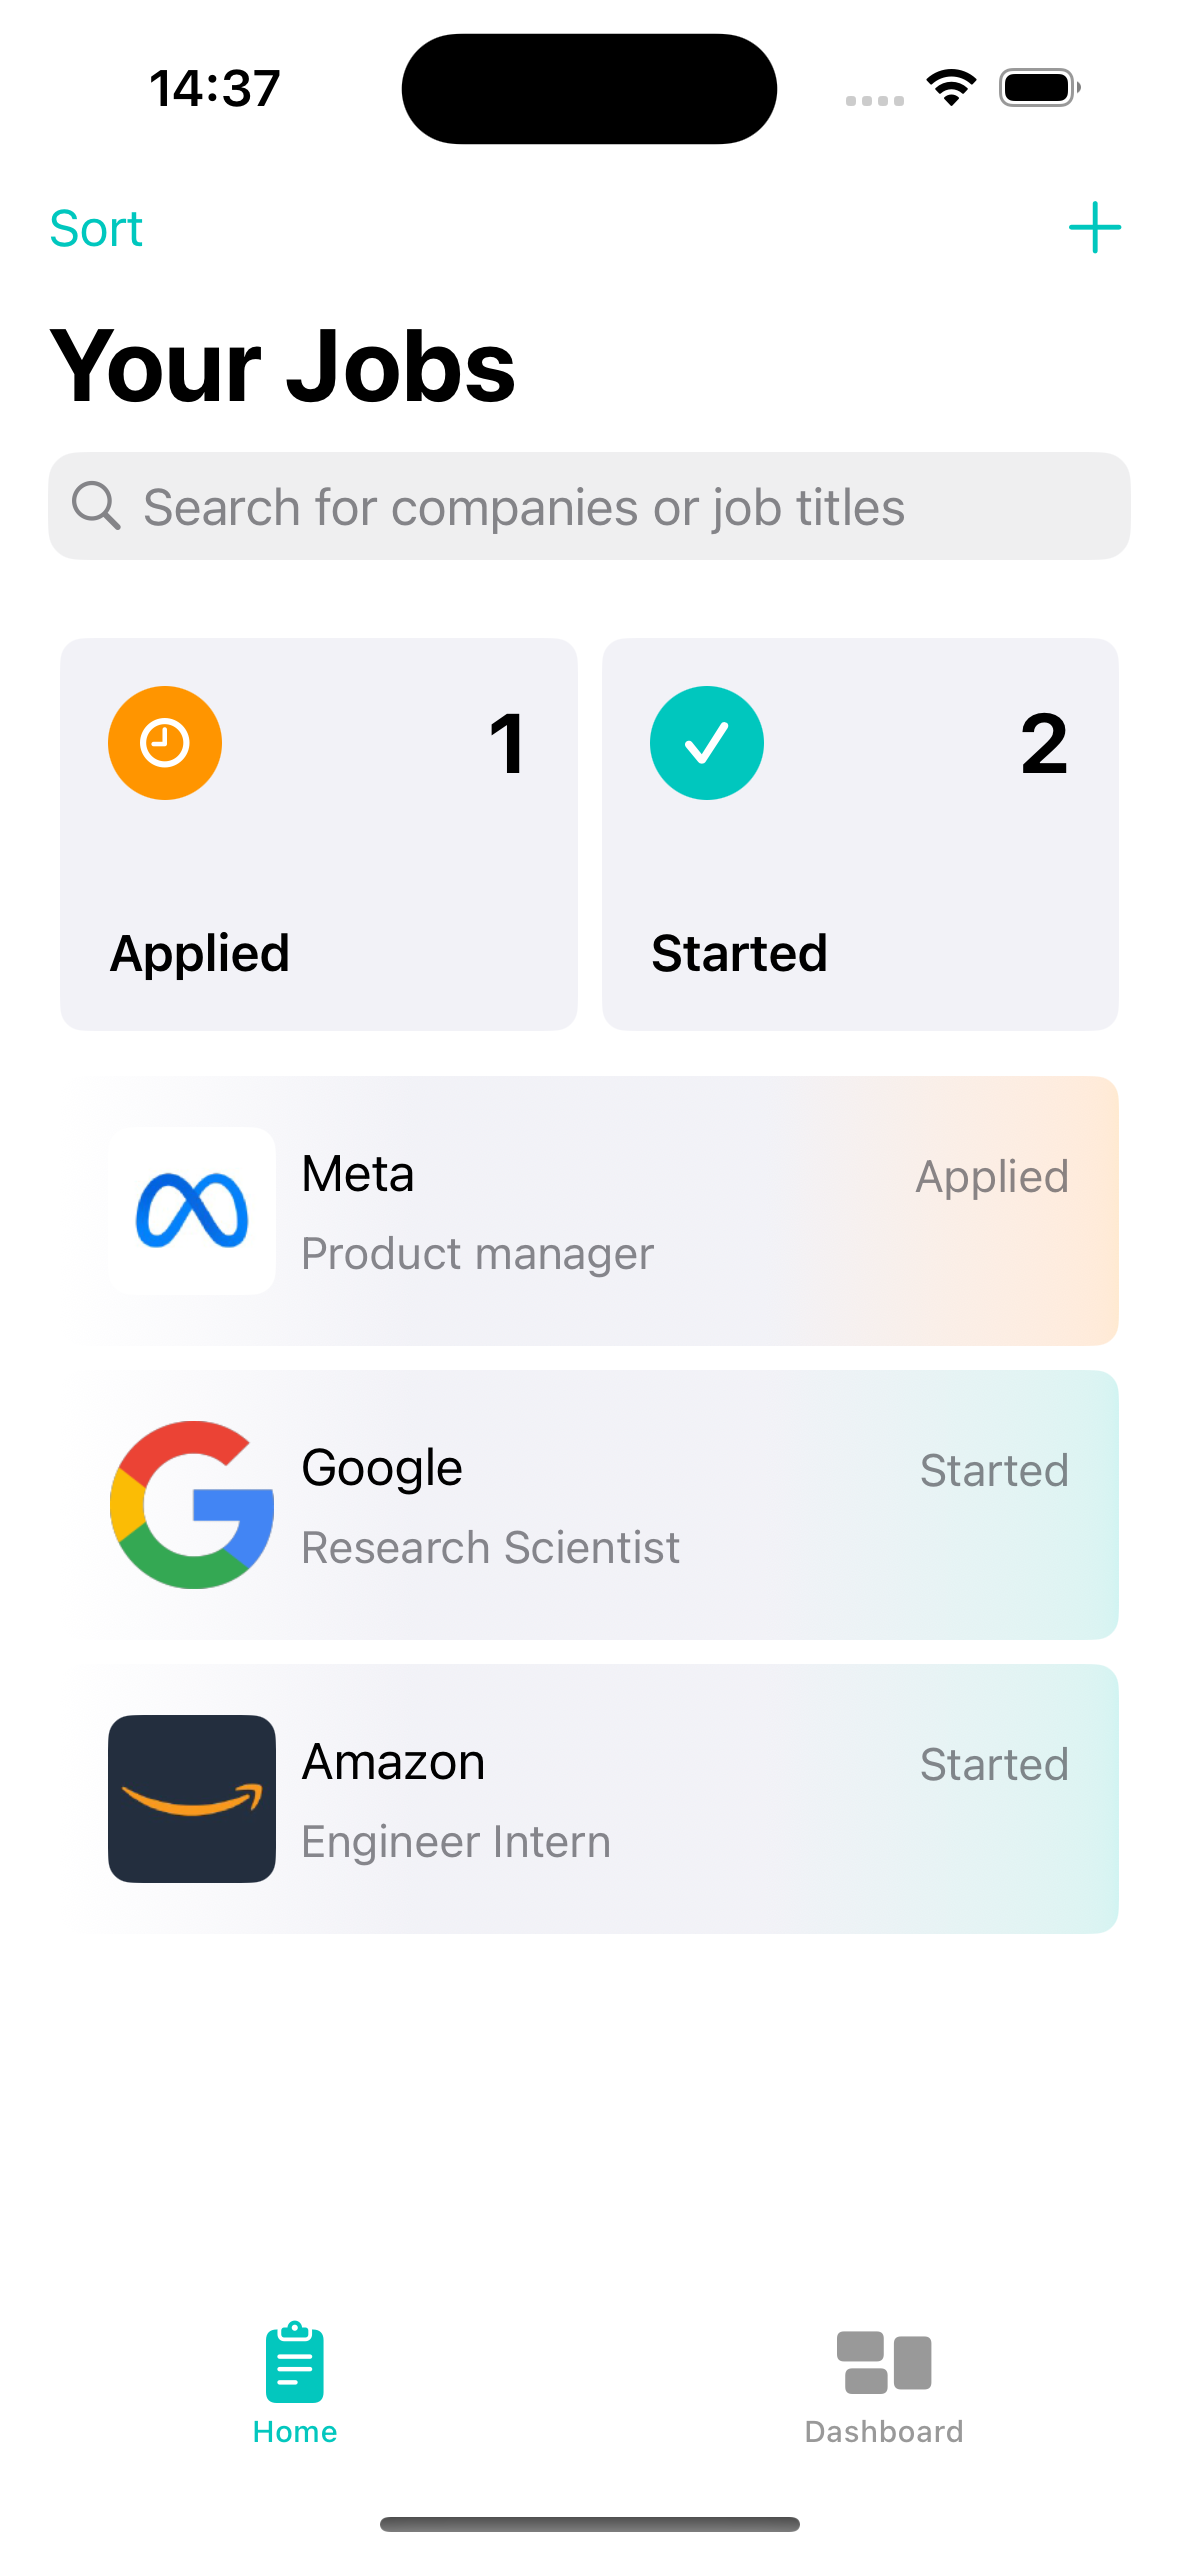 14:37
Sort
Your Jobs
Search for companies or job titles
1
2
Applied
Started
Meta
Applied
Product manager
Google
Started
Research Scientist
Amazon
Started
Engineer Intern
Home
Dashboard